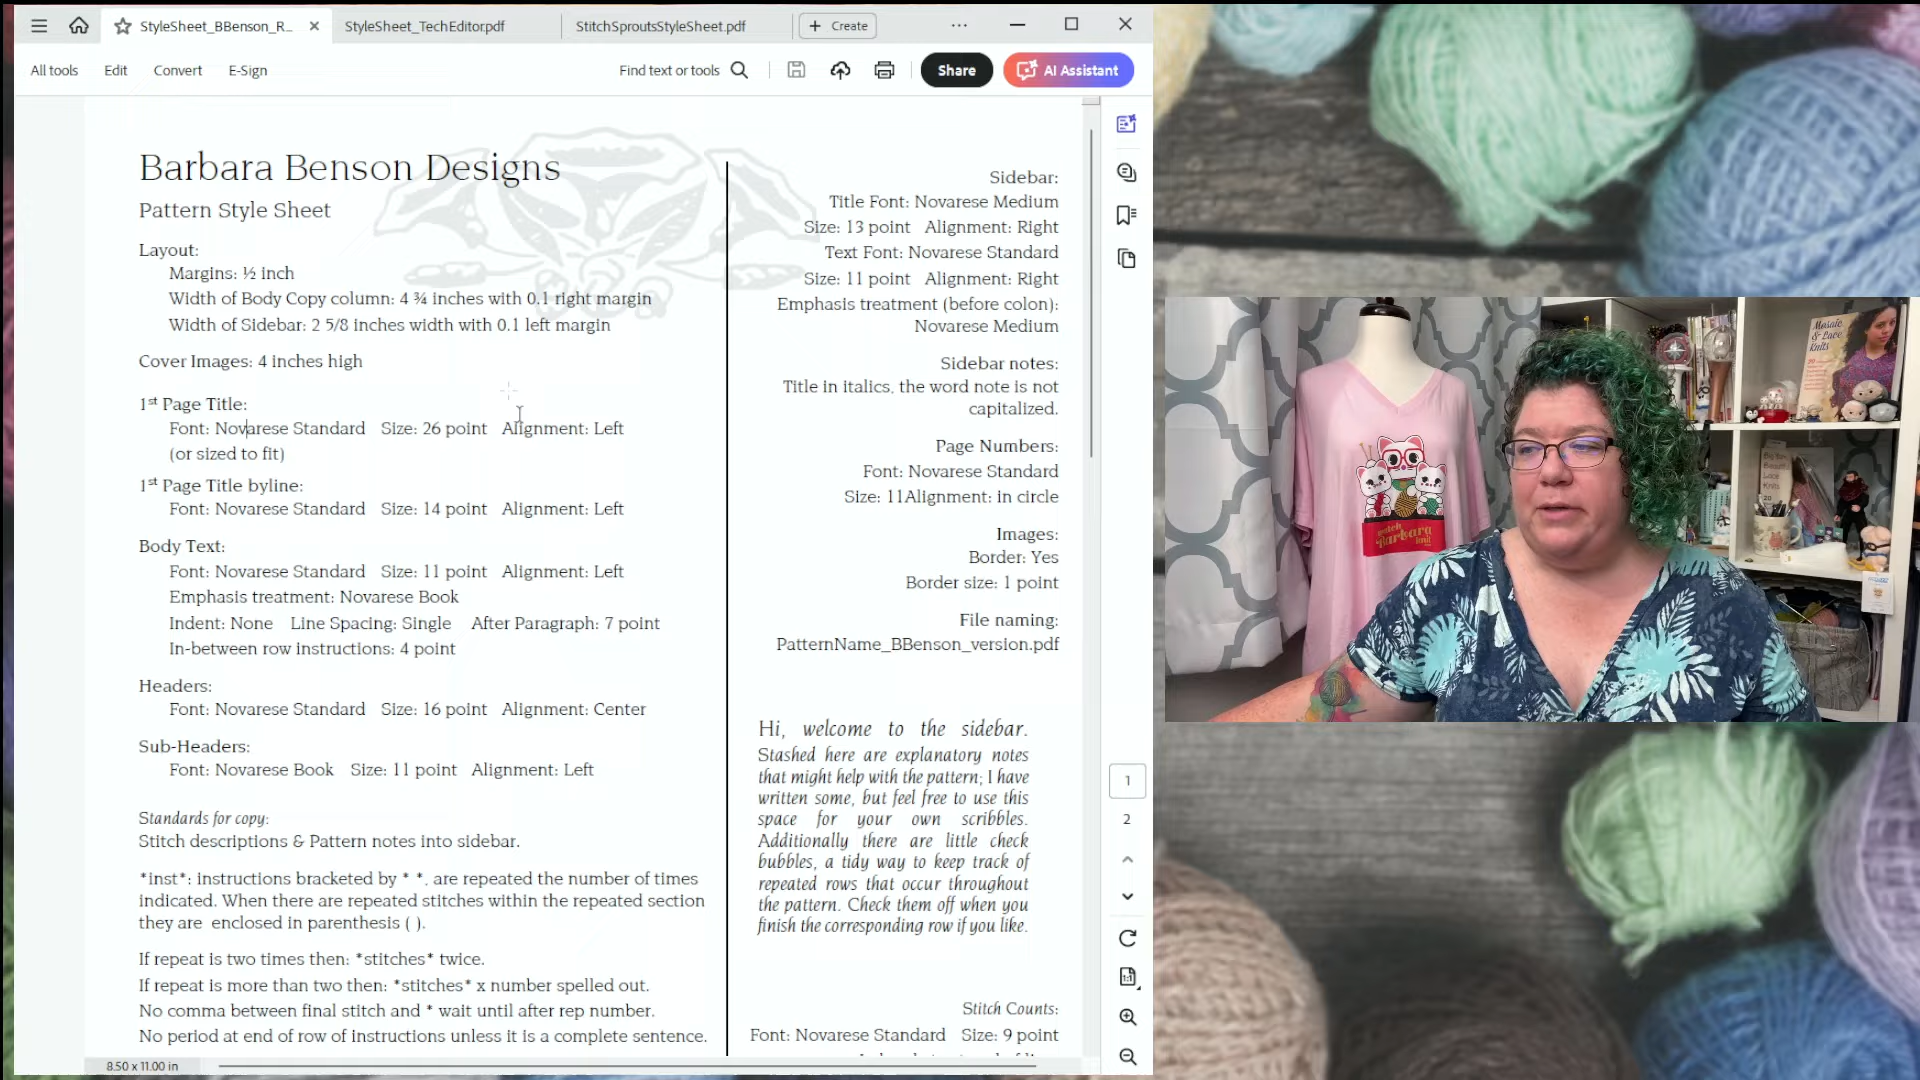 StyleSheet_BBenson_R...
StyleSheet_TechEditor.pdf
StitchSproutsStyleSheet.pdf
Create
All tools
Edit
Convert
E-Sign
Find text or tools
Share
AI Assistant
Barbara Benson Designs
Pattern Style Sheet
Layout:
Margins: ½ inch
Width of Body Copy column: 4 ¾ inches with 0.1 right margin
Width of Sidebar: 2 5/8 inches width with 0.1 left margin
Cover Images: 4 inches high
1st Page Title:
Font: Novarese Standard Size: 26 point Alignment: Left
(or sized to fit)
1st Page Title byline:
Font: Novarese Standard Size: 14 point Alignment: Left
Body Text:
Font: Novarese Standard Size: 11 point Alignment: Left
Emphasis treatment: Novarese Book
Indent: None Line Spacing: Single After Paragraph: 7 point
In-between row instructions: 4 point
Headers:
Font: Novarese Standard Size: 16 point Alignment: Center
Sub-Headers:
Font: Novarese Book Size: 11 point Alignment: Left
Standards for copy:
Stitch descriptions & Pattern notes into sidebar.
*inst*: instructions bracketed by * *, are repeated the number of times
indicated. When there are repeated stitches within the repeated section
they are enclosed in parenthesis ( ).
If repeat is two times then: *stitches* twice.
If repeat is more than two then: *stitches* x number spelled out.
No comma between final stitch and * wait until after rep number.
No period at end of row of instructions unless it is a complete sentence.
Sidebar:
Title Font: Novarese Medium
Size: 13 point Alignment: Right
Text Font: Novarese Standard
Size: 11 point Alignment: Right
Emphasis treatment (before colon):
Novarese Medium
Sidebar notes:
Title in italics, the word note is not
capitalized.
Page Numbers:
Font: Novarese Standard
Size: 11Alignment: in circle
Images:
Border: Yes
Border size: 1 point
File naming:
PatternName_BBenson_version.pdf
Hi, welcome to the sidebar.
Stashed here are explanatory notes
that might help with the pattern; I have
written some, but feel free to use this
space for your own scribbles.
Additionally there are little check
bubbles, a tidy way to keep track of
repeated rows that occur throughout
the pattern. Check them off when you
finish the corresponding row if you like.
Stitch Counts:
Font: Novarese Standard Size: 9 point
1
2
8.50 x 11.00 in
watch
Barbara
knit
Mosaic
& Lace
Knits